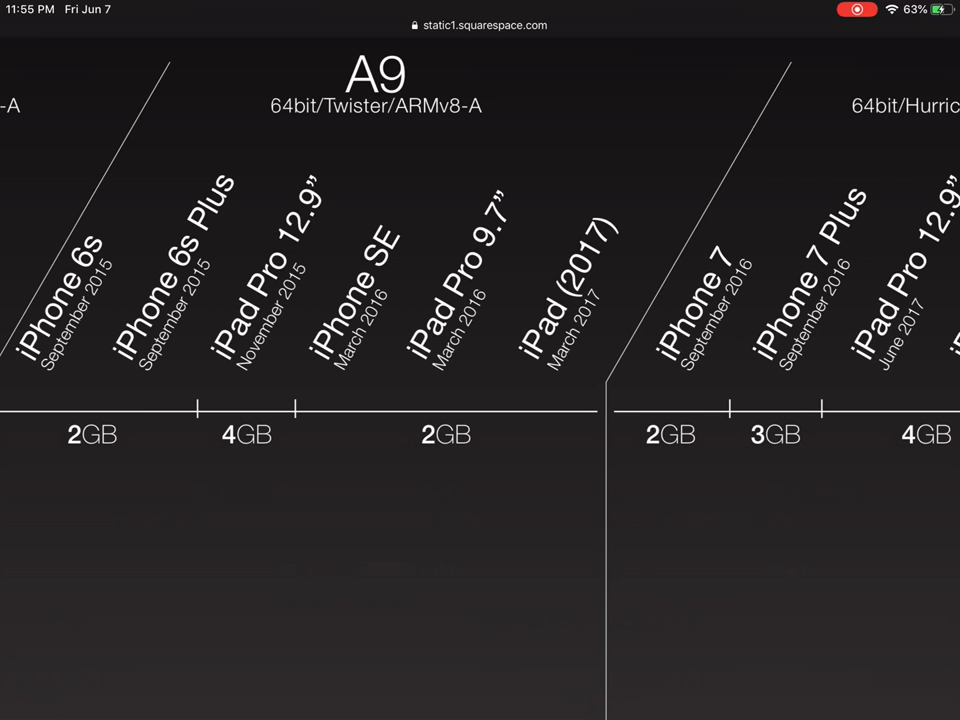 11:55 PM Fri Jun 7
63%
static1.squarespace.com
A9
-A
64bit/Twister/ARMv8-A
64bit/Hurric
iPhone 6s
September 2015
iPhone 6s Plus
September 2015
iPad Pro 12.9”
November 2015
iPhone SE
March 2016
iPad Pro 9.7”
March 2016
iPad (2017)
March 2017
iPhone 7
September 2016
iPhone 7 Plus
September 2016
iPad Pro 12.9”
June 2017
2GB
4GB
2GB
2GB
3GB
4GB